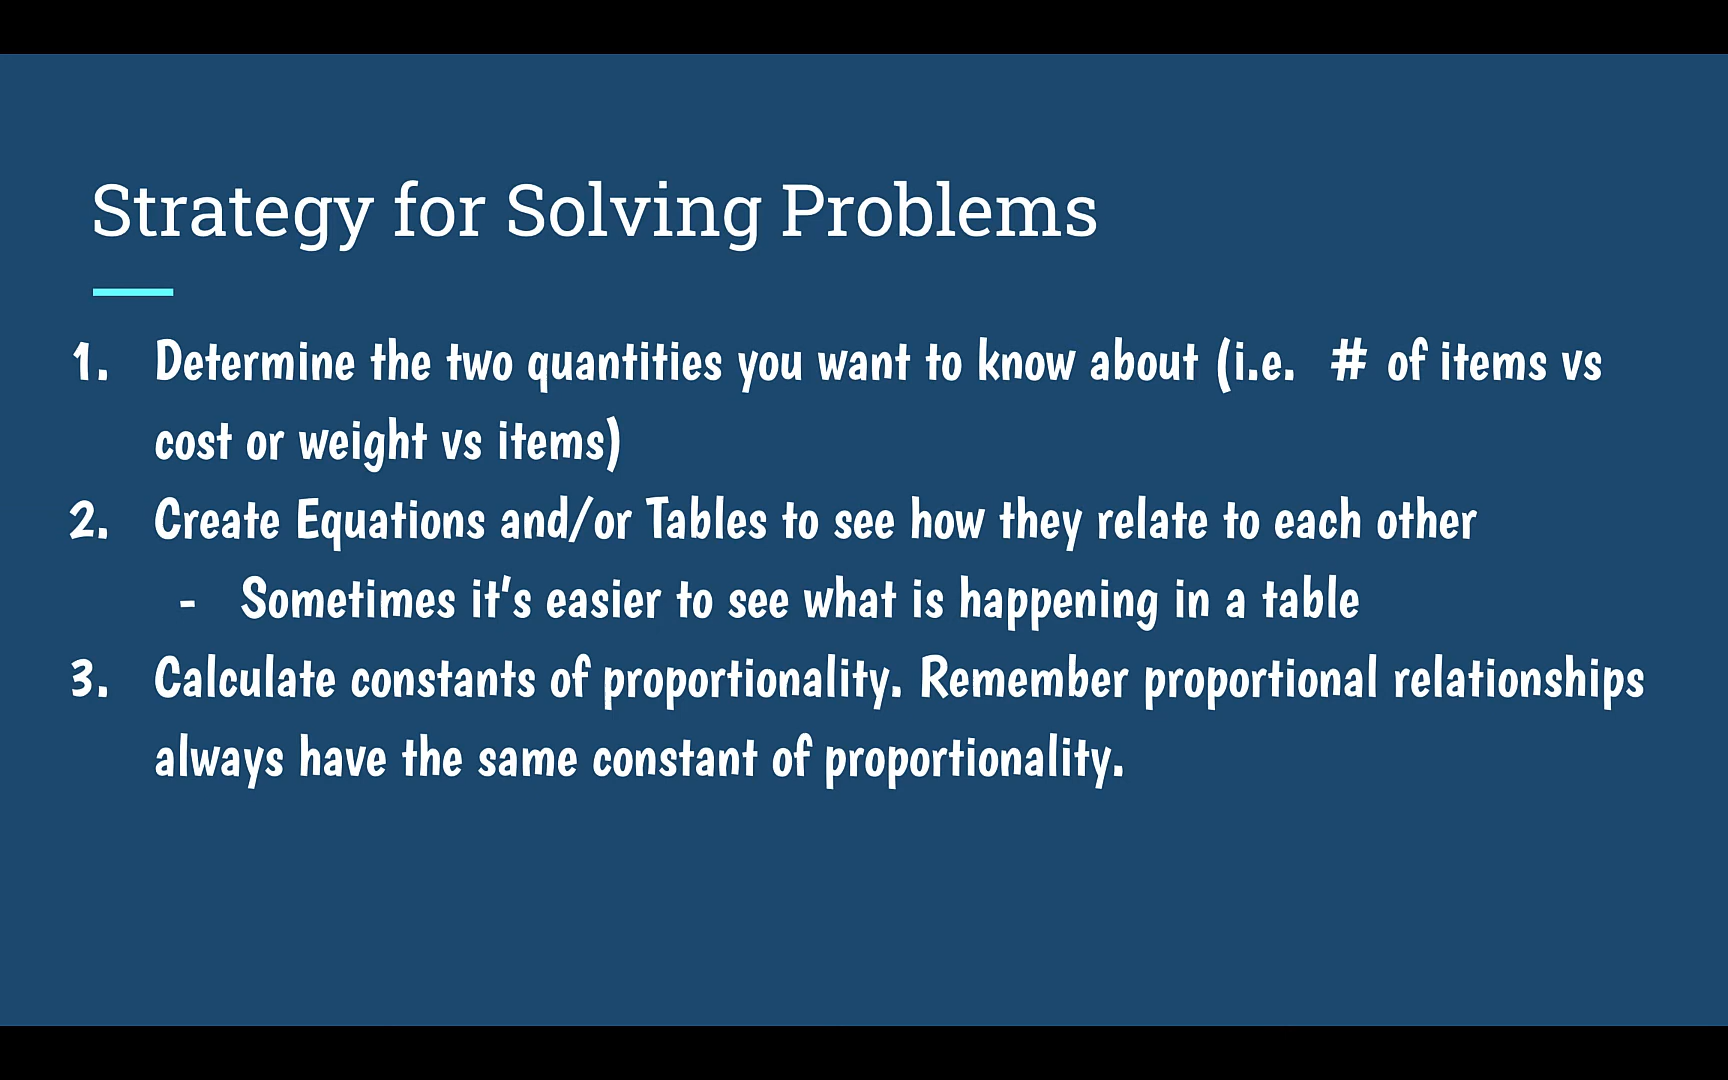 Strategy for Solving Problems
1. Determine the two quantities you want to know about (i.e.  # of items vs
cost or weight vs items)
2. Create Equations and/or Tables to see how they relate to each other
- Sometimes it's easier to see what is happening in a table
3. Calculate constants of proportionality. Remember proportional relationships
always have the same constant of proportionality.